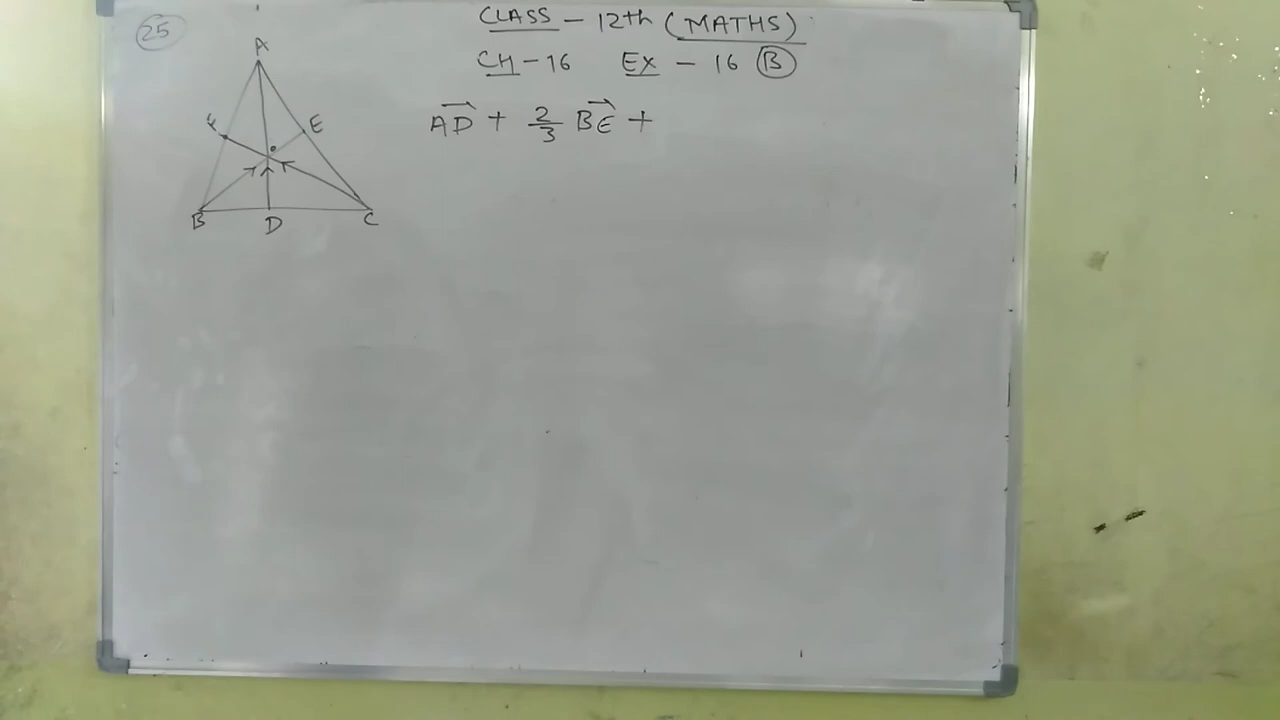 25
CLASS - 12th (MATHS)
CH-16 EX - 16 B
A
F
E
B
D
C
AD→ + 2/3 BE→ +